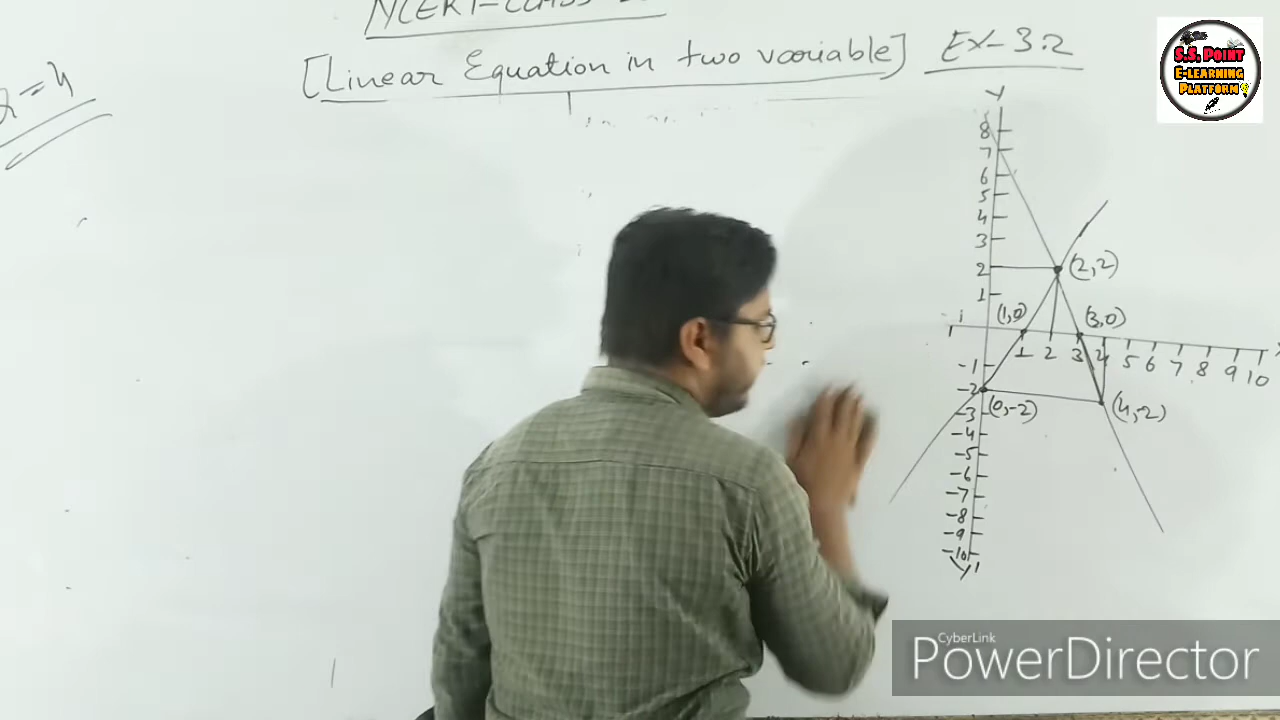 NCERT-CLASS
[Linear Equation in two vooriable] Ex-3.2
=4
S.S. POINT
E-learning
Platform
Y
8
7
6
5
4
3
2 (2,2)
1
(1,0) (3,0)
1 2 3 4 5 6 7 8 9 10
-1
-2
(0,-2) (4,-2)
-3
-4
-5
-6
-7
-8
-9
-10
Y'
CyberLink
PowerDirector